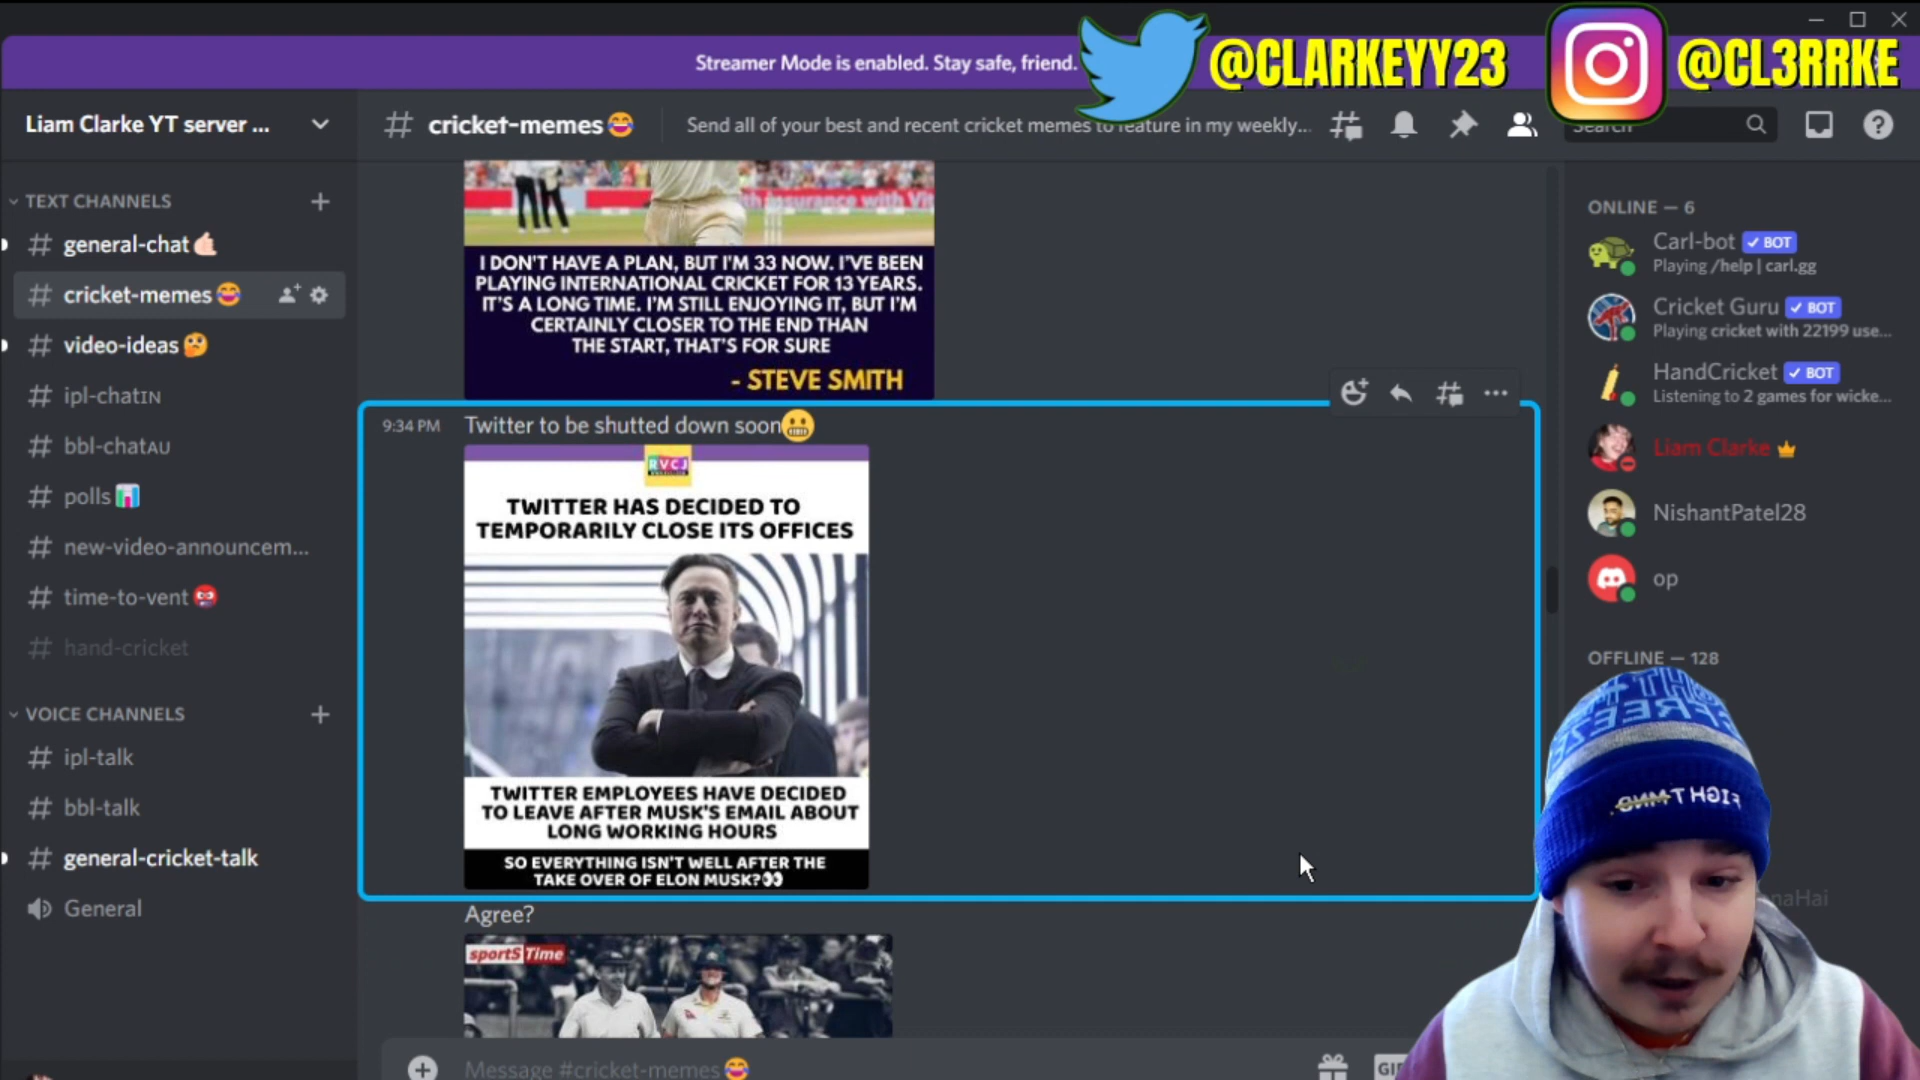 Streamer Mode is enabled. Stay safe, friend.
@CLARKEYY23
@CL3RRKE
Liam Clarke YT server ...
cricket-memes😂
Send all of your best and recent cricket memes to feature in my weekly...
Search
TEXT CHANNELS
general-chat🤙🏻
cricket-memes😂
video-ideas🤔
ipl-chatIN
bbl-chatAU
polls📊
new-video-announcem...
time-to-vent👹
hand-cricket
VOICE CHANNELS
ipl-talk
bbl-talk
general-cricket-talk
General
I DON'T HAVE A PLAN, BUT I'M 33 NOW. I'VE BEEN
PLAYING INTERNATIONAL CRICKET FOR 13 YEARS.
IT'S A LONG TIME. I'M STILL ENJOYING IT, BUT I'M
CERTAINLY CLOSER TO THE END THAN
THE START, THAT'S FOR SURE
- STEVE SMITH
9:34 PM
Twitter to be shutted down soon😬
RVCJ
TWITTER HAS DECIDED TO
TEMPORARILY CLOSE ITS OFFICES
TWITTER EMPLOYEES HAVE DECIDED
TO LEAVE AFTER MUSK'S EMAIL ABOUT
LONG WORKING HOURS
SO EVERYTHING ISN'T WELL AFTER THE
TAKE OVER OF ELON MUSK?👀
Agree?
sportS Time
Message #cricket-memes😂
ONLINE — 6
Carl-bot ✓ BOT
Playing /help | carl.gg
Cricket Guru ✓ BOT
Playing cricket with 22199 use...
HandCricket ✓ BOT
Listening to 2 games for wicke...
Liam Clarke
NishantPatel28
op
OFFLINE — 128
naHai
FIGHTMND